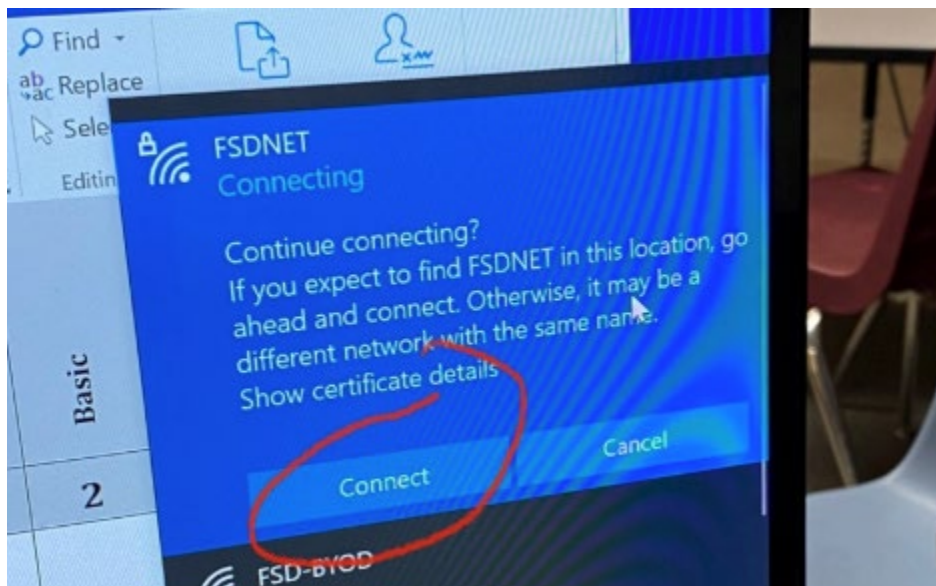 Find
Replace
Sele
Editin
FSDNET
Connecting
Continue connecting?
If you expect to find FSDNET in this location, go
ahead and connect. Otherwise, it may be a
different network with the same name.
Show certificate details
Connect
Cancel
FSD-BYOD
Basic
2